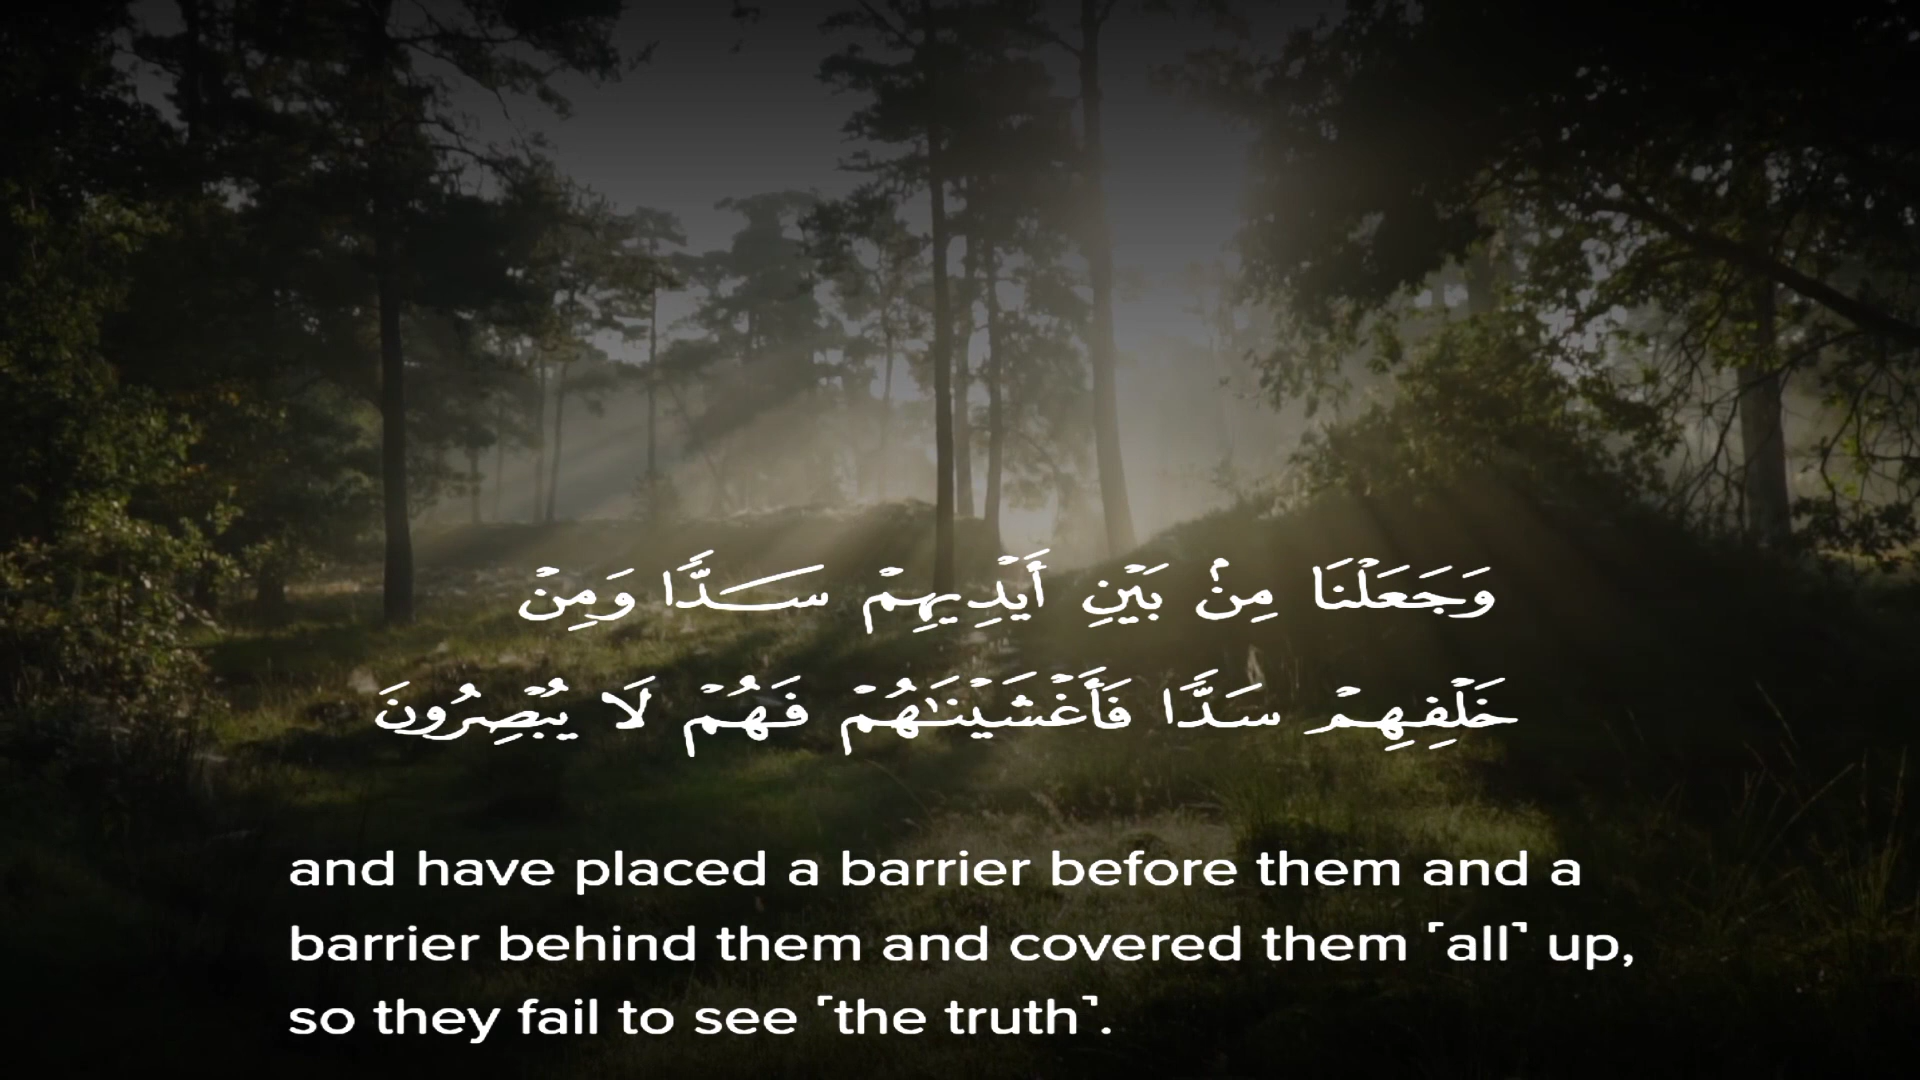 وَجَعَلْنَا مِنۢ بَيْنِ أَيْدِيهِمْ سَدًّا وَمِنْ
خَلْفِهِمْ سَدًّا فَأَغْشَيْنَـٰهُمْ فَهُمْ لَا يُبْصِرُونَ
and have placed a barrier before them and a
barrier behind them and covered them ˹all˺ up,
so they fail to see ˹the truth˺.